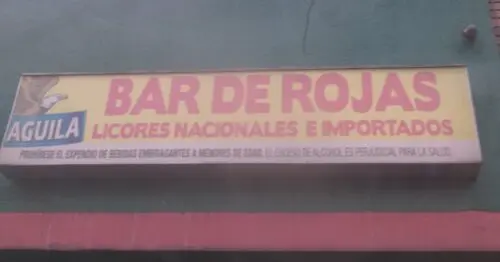 BAR DE ROJAS
AGUILA
LICORES NACIONALES E IMPORTADOS
PROHÍBESE EL EXPENDIO DE BEBIDAS EMBRIAGANTES A MENORES DE EDAD. EL EXCESO DE ALCOHOL ES PERJUDICIAL PARA LA SALUD.